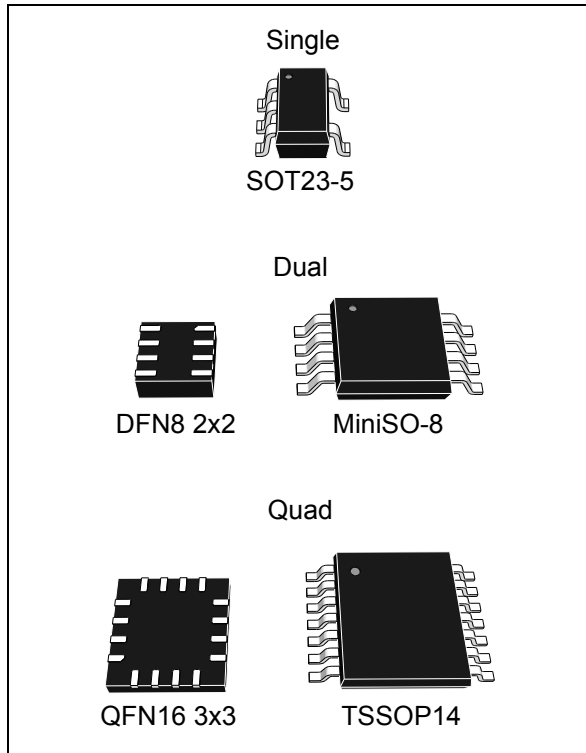 Single
SOT23-5
Dual
DFN8 2x2
MiniSO-8
Quad
QFN16 3x3
TSSOP14